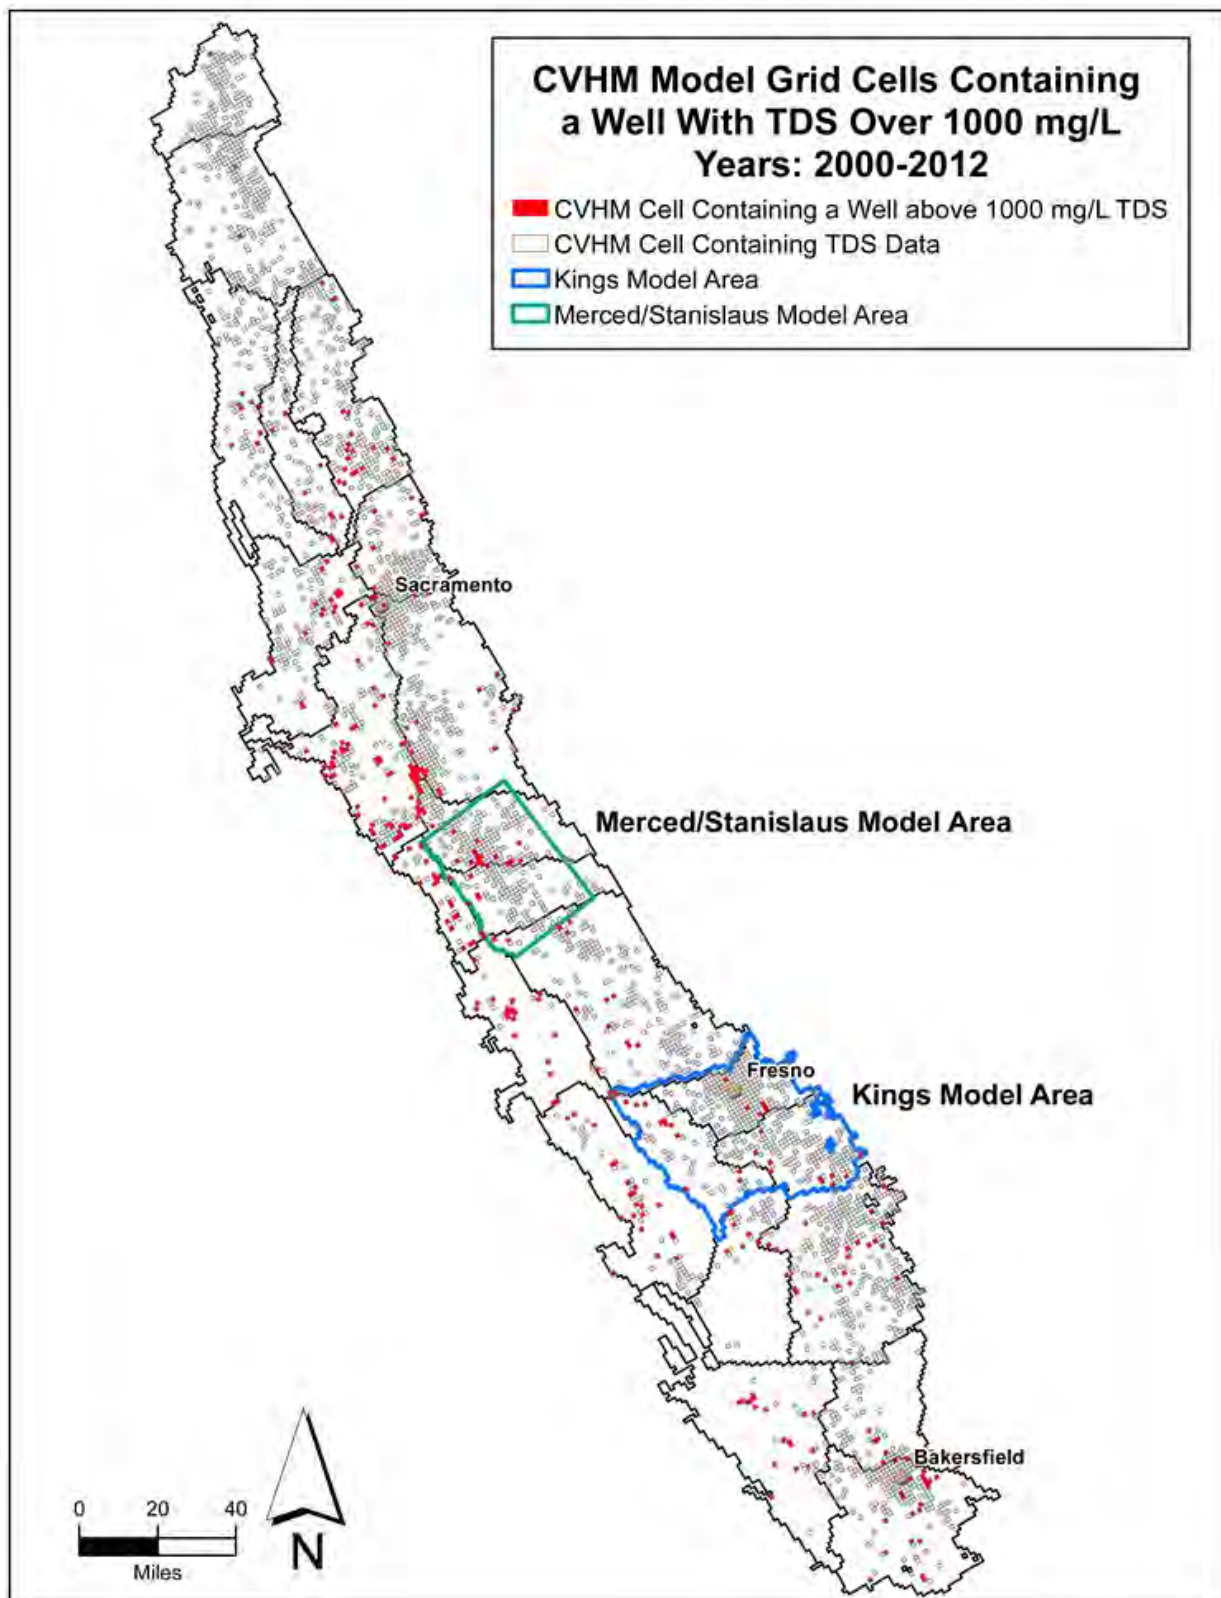 CVHM Model Grid Cells Containing
a Well With TDS Over 1000 mg/L
Years: 2000-2012
CVHM Cell Containing a Well above 1000 mg/L TDS
CVHM Cell Containing TDS Data
Kings Model Area
Merced/Stanislaus Model Area
Sacramento
Merced/Stanislaus Model Area
Fresno
Kings Model Area
Bakersfield
0 20 40
Miles
N